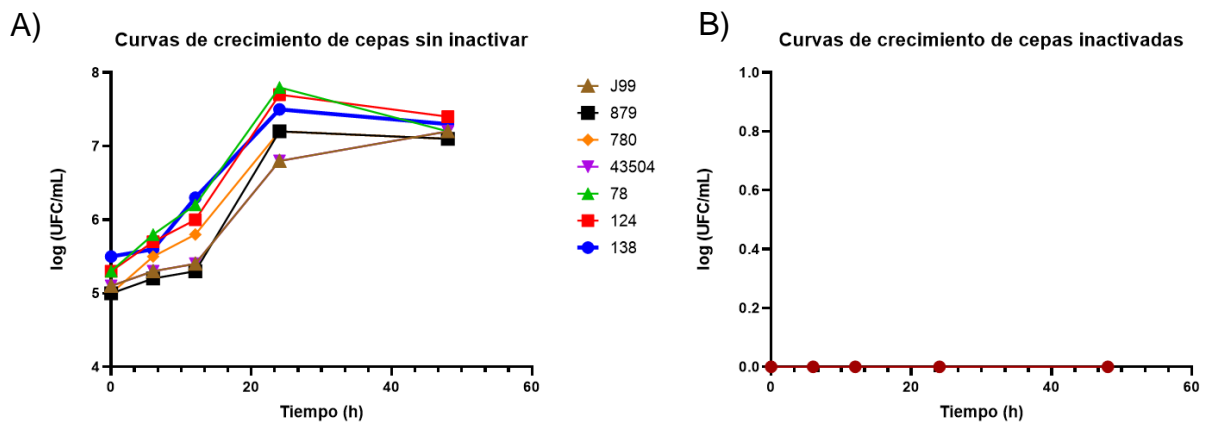 A)
Curvas de crecimiento de cepas sin inactivar
log (UFC/mL)
8
7
6
5
4
0
20
40
60
Tiempo (h)
J99
879
780
43504
78
124
138
B)
Curvas de crecimiento de cepas inactivadas
log (UFC/mL)
1.0
0.8
0.6
0.4
0.2
0.0
0
20
40
60
Tiempo (h)